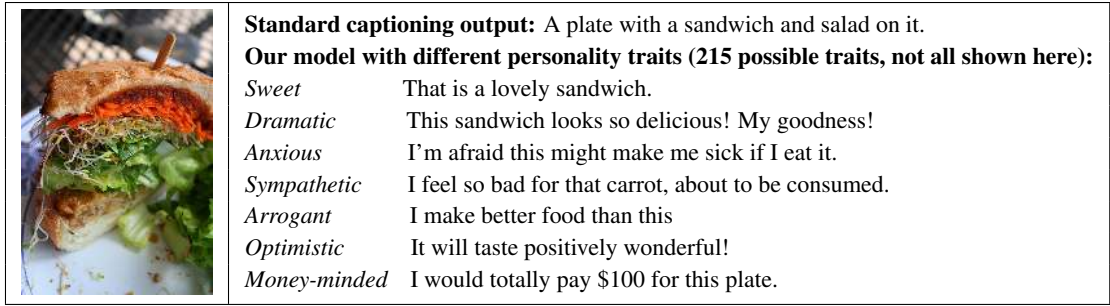 Standard captioning output: A plate with a sandwich and salad on it.
Our model with different personality traits (215 possible traits, not all shown here):
Sweet That is a lovely sandwich.
Dramatic This sandwich looks so delicious! My goodness!
Anxious I'm afraid this might make me sick if I eat it.
Sympathetic I feel so bad for that carrot, about to be consumed.
Arrogant I make better food than this
Optimistic It will taste positively wonderful!
Money-minded I would totally pay $100 for this plate.